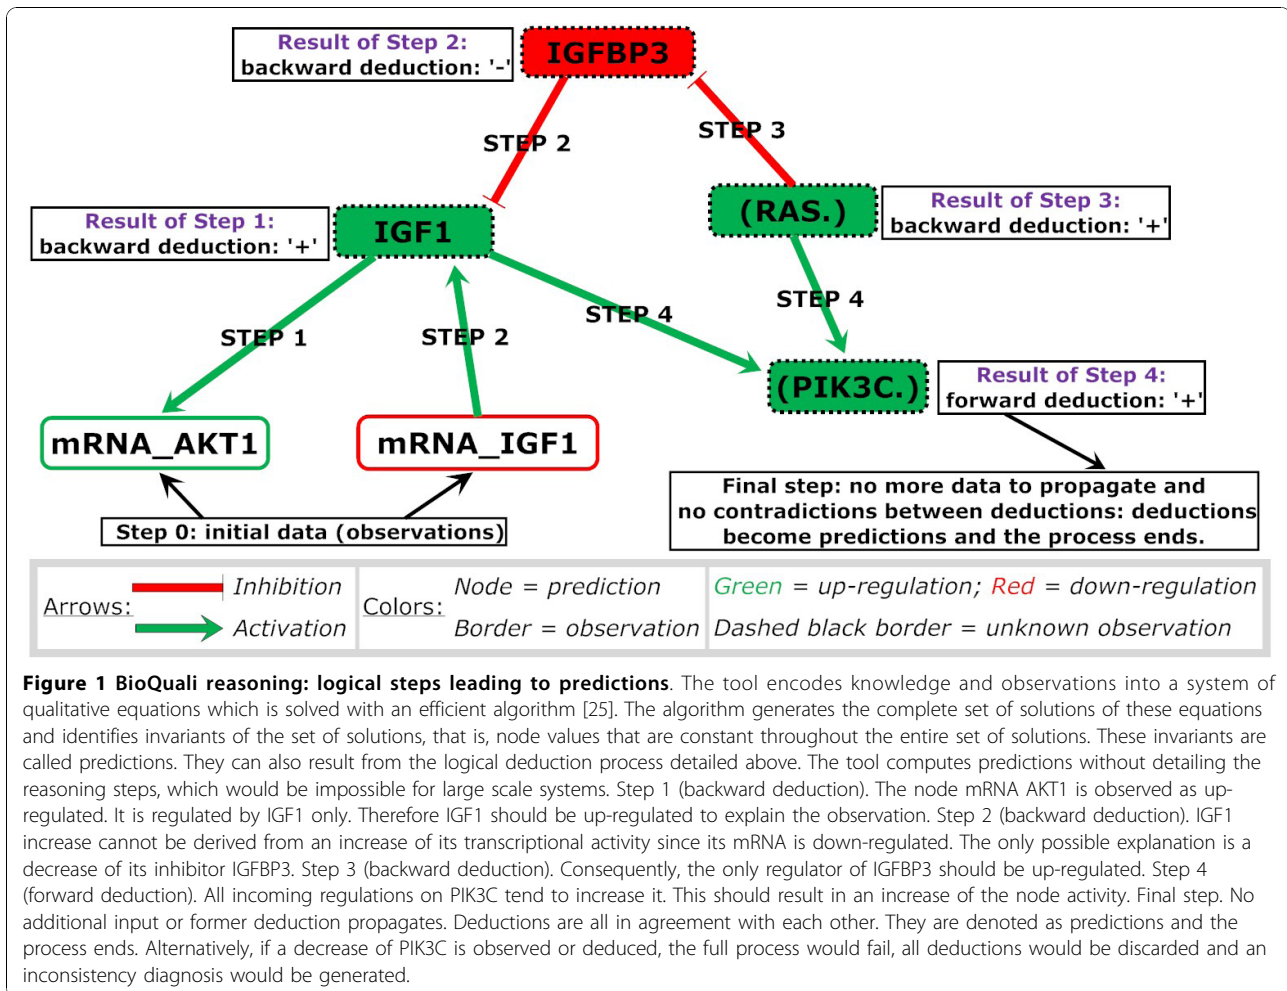 Result of Step 2:
backward deduction: '-'
IGFBP3
STEP 2
STEP 3
Result of Step 1:
backward deduction: '+'
IGF1
(RAS.)
Result of Step 3:
backward deduction: '+'
STEP 1
STEP 2
STEP 4
STEP 4
(PIK3C.)
Result of Step 4:
forward deduction: '+'
mRNA_AKT1
mRNA_IGF1
Step 0: initial data (observations)
Final step: no more data to propagate and
no contradictions between deductions: deductions
become predictions and the process ends.
Arrows:
Inhibition
Activation
Colors:
Node = prediction
Border = observation
Green = up-regulation; Red = down-regulation
Dashed black border = unknown observation
Figure 1 BioQuali reasoning: logical steps leading to predictions. The tool encodes knowledge and observations into a system of
qualitative equations which is solved with an efficient algorithm [25]. The algorithm generates the complete set of solutions of these equations
and identifies invariants of the set of solutions, that is, node values that are constant throughout the entire set of solutions. These invariants are
called predictions. They can also result from the logical deduction process detailed above. The tool computes predictions without detailing the
reasoning steps, which would be impossible for large scale systems. Step 1 (backward deduction). The node mRNA AKT1 is observed as up-
regulated. It is regulated by IGF1 only. Therefore IGF1 should be up-regulated to explain the observation. Step 2 (backward deduction). IGF1
increase cannot be derived from an increase of its transcriptional activity since its mRNA is down-regulated. The only possible explanation is a
decrease of its inhibitor IGFBP3. Step 3 (backward deduction). Consequently, the only regulator of IGFBP3 should be up-regulated. Step 4
(forward deduction). All incoming regulations on PIK3C tend to increase it. This should result in an increase of the node activity. Final step. No
additional input or former deduction propagates. Deductions are all in agreement with each other. They are denoted as predictions and the
process ends. Alternatively, if a decrease of PIK3C is observed or deduced, the full process would fail, all deductions would be discarded and an
inconsistency diagnosis would be generated.